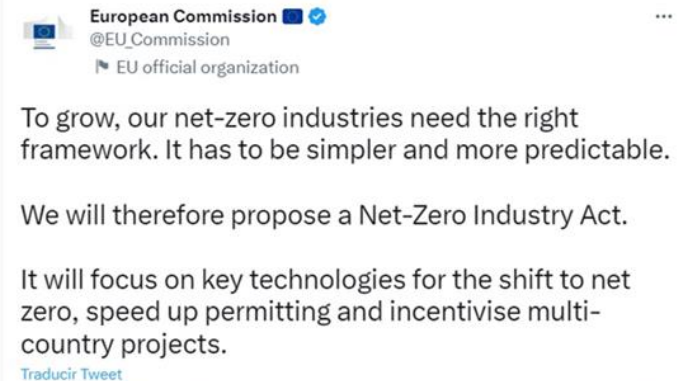 European Commission
@EU_Commission
EU official organization
To grow, our net-zero industries need the right
framework. It has to be simpler and more predictable.
We will therefore propose a Net-Zero Industry Act.
It will focus on key technologies for the shift to net
zero, speed up permitting and incentivise multi-
country projects.
Traducir Tweet